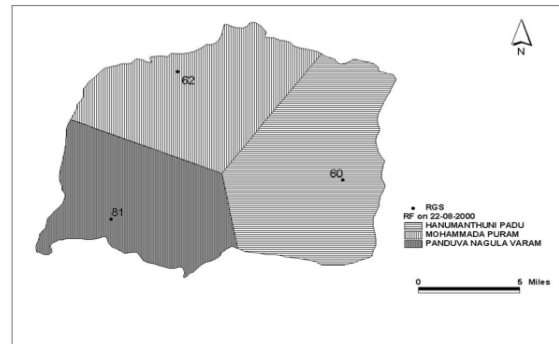 N
62
60
81
RGS
RF on 22-08-2000
HANUMANTHUNI PADU
MOHAMMADA PURAM
PANDUVA NAGULA VARAM
0 5 Miles